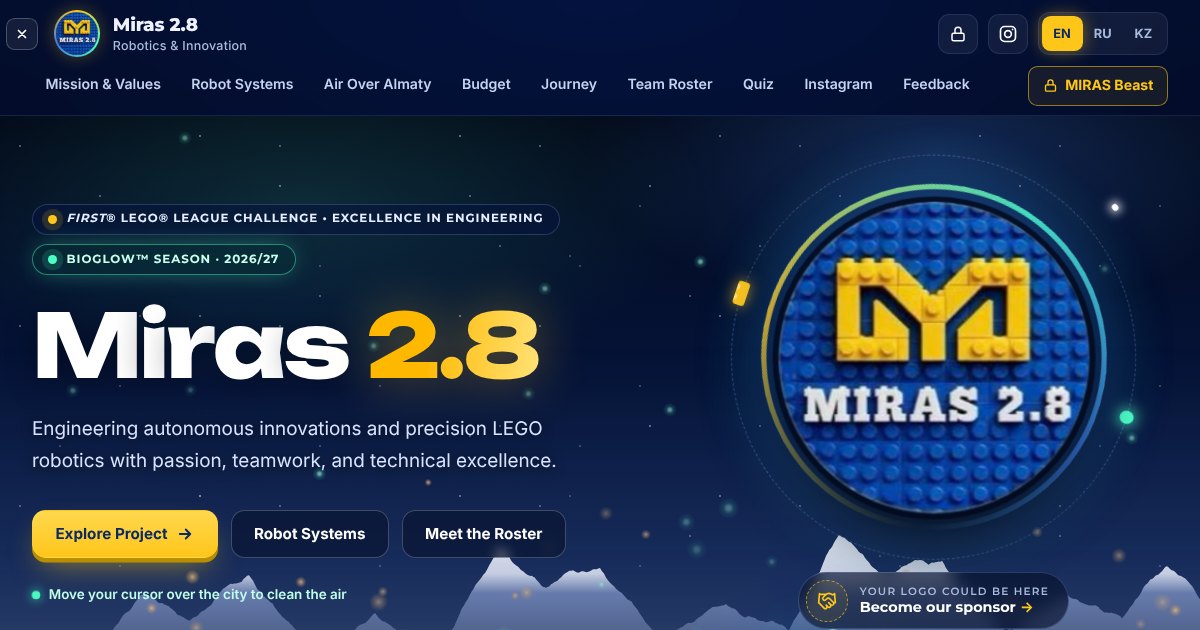 MIRAS 2.8
Miras 2.8
Robotics & Innovation
EN RU KZ
Mission & Values Robot Systems Air Over Almaty Budget Journey Team Roster Quiz Instagram Feedback MIRAS Beast
FIRST® LEGO® LEAGUE CHALLENGE • EXCELLENCE IN ENGINEERING
BIOGLOW™ SEASON · 2026/27
Miras 2.8
Engineering autonomous innovations and precision LEGO
robotics with passion, teamwork, and technical excellence.
Explore Project → Robot Systems Meet the Roster
Move your cursor over the city to clean the air
MIRAS 2.8
YOUR LOGO COULD BE HERE
Become our sponsor →